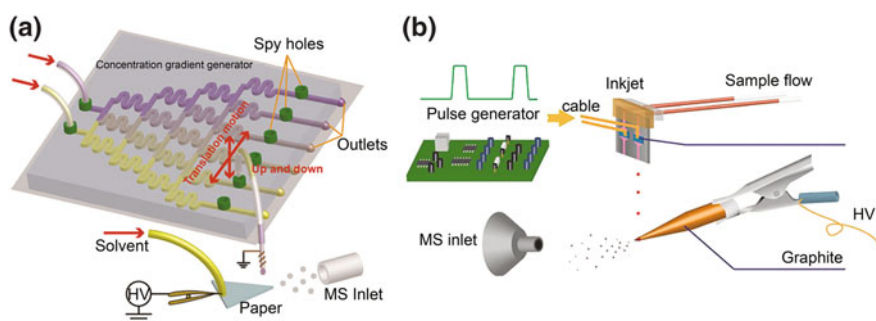 (a)
Concentration gradient generator
Spy holes
Outlets
Translation motion
Up and down
Solvent
HV
Paper
MS Inlet
(b)
Pulse generator
cable
Inkjet
Sample flow
MS inlet
HV
Graphite